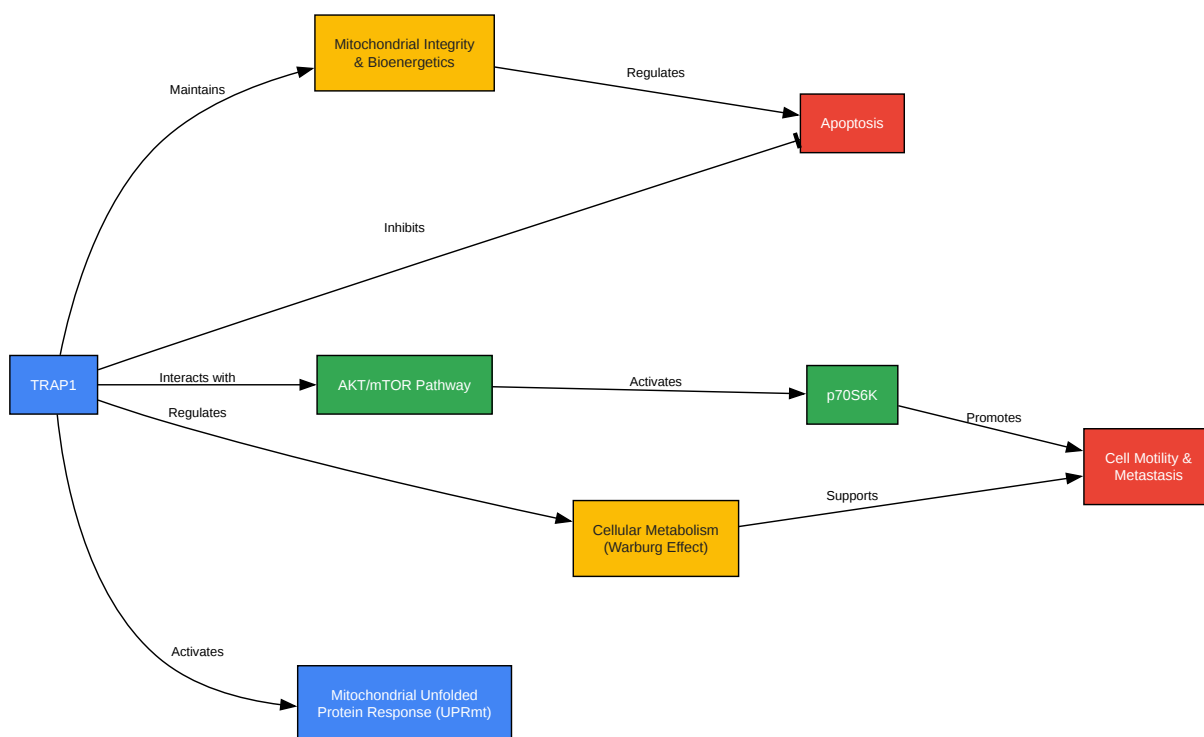 Mitochondrial Integrity
& Bioenergetics
Regulates
Maintains
Apoptosis
Inhibits
TRAP1
Interacts with
AKT/mTOR Pathway
Activates
p70S6K
Regulates
Promotes
Cell Motility &
Metastasis
Supports
Cellular Metabolism
(Warburg Effect)
Activates
Mitochondrial Unfolded
Protein Response (UPRmt)